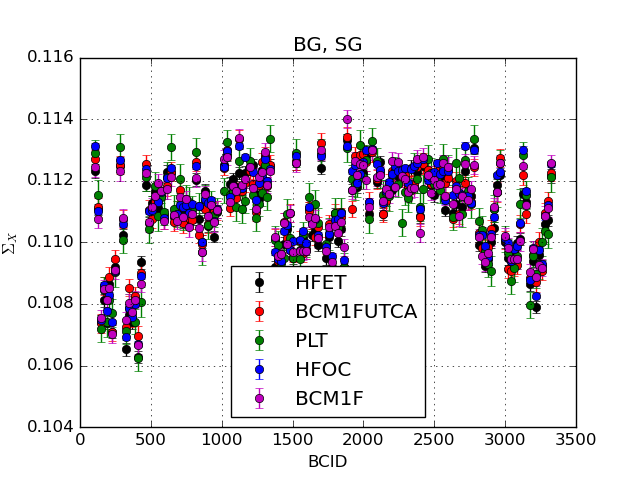 BG, SG
0.116
0.114
0.112
0.110
0.108
0.106
0.104
Σ_X
0 500 1000 1500 2000 2500 3000 3500
BCID
HFET
BCM1FUTCA
PLT
HFOC
BCM1F